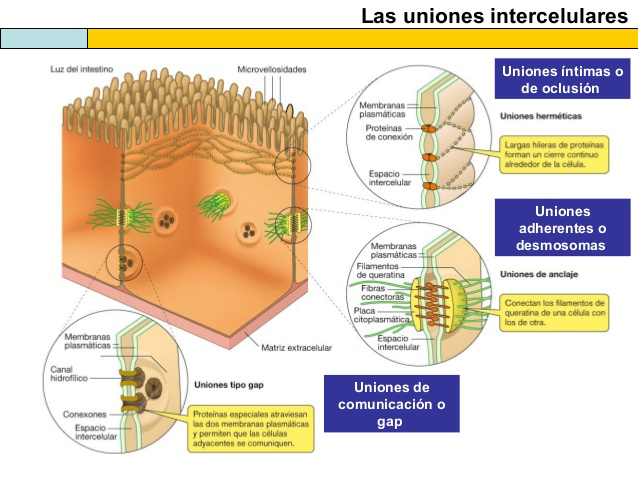 Las uniones intercelulares
Luz del intestino
Microvellosidades
Uniones íntimas o
de oclusión
Membranas
plasmáticas
Proteínas
de conexión
Espacio
intercelular
Uniones herméticas
Largas hileras de proteínas
forman un cierre continuo
alrededor de la célula.
Uniones
adherentes o
desmosomas
Membranas
plasmáticas
Filamentos
de queratina
Fibras
conectoras
Placa
citoplasmática
Espacio
intercelular
Uniones de anclaje
Conectan los filamentos de
queratina de una célula con
los de otra.
Matriz extracelular
Membranas
plasmáticas
Canal
hidrofílico
Conexones
Espacio
intercelular
Uniones tipo gap
Proteínas especiales atraviesan
las dos membranas plasmáticas
y permiten que las células
adyacentes se comuniquen.
Uniones de
comunicación o
gap